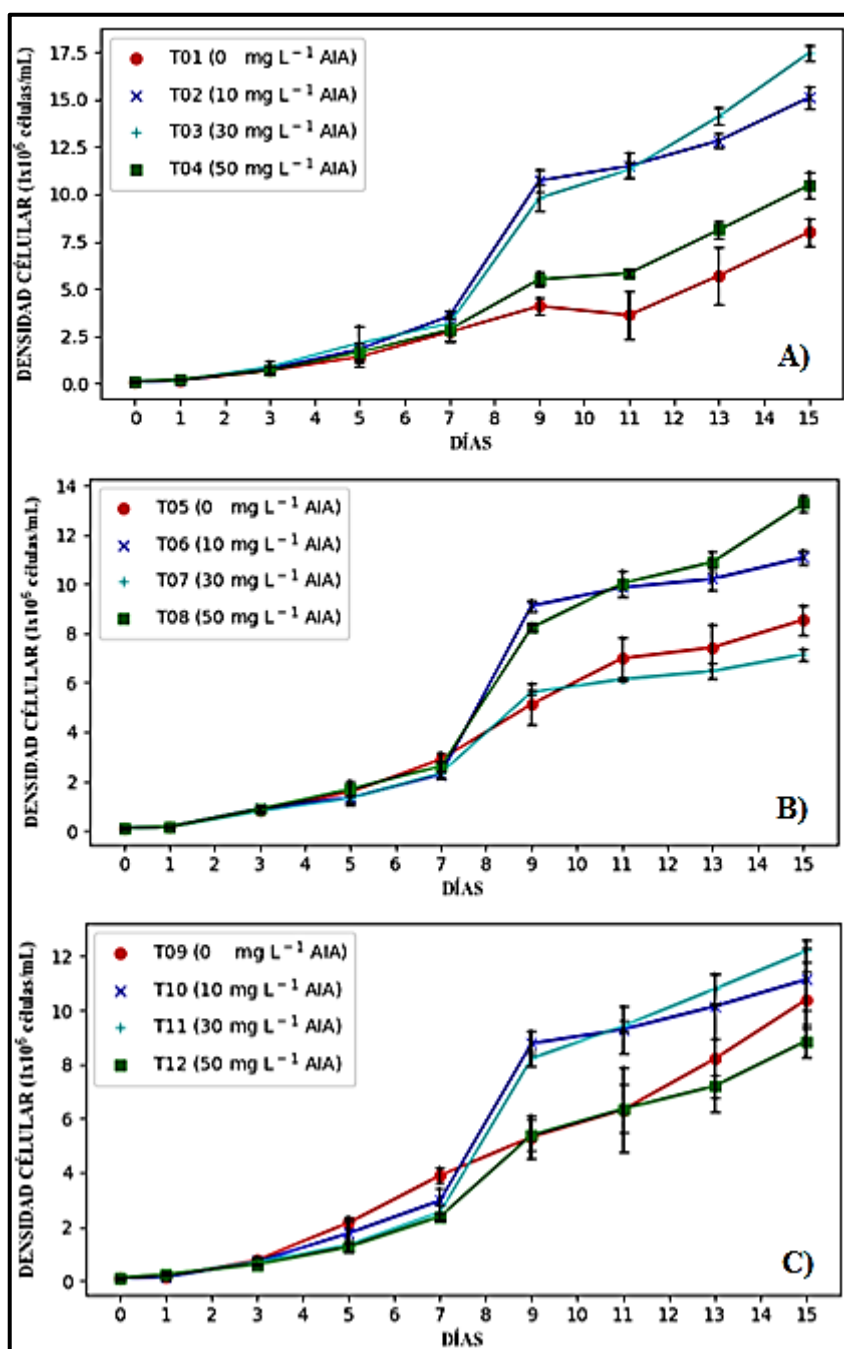 DENSIDAD CÉLULAR (1x10⁶ células/mL)
17.5
15.0
12.5
10.0
7.5
5.0
2.5
0.0
T01 (0 mg L⁻¹ AIA)
T02 (10 mg L⁻¹ AIA)
T03 (30 mg L⁻¹ AIA)
T04 (50 mg L⁻¹ AIA)
A)
0 1 2 3 4 5 6 7 8 9 10 11 12 13 14 15
DÍAS
DENSIDAD CÉLULAR (1x10⁶ células/mL)
14
12
10
8
6
4
2
0
T05 (0 mg L⁻¹ AIA)
T06 (10 mg L⁻¹ AIA)
T07 (30 mg L⁻¹ AIA)
T08 (50 mg L⁻¹ AIA)
B)
0 1 2 3 4 5 6 7 8 9 10 11 12 13 14 15
DÍAS
DENSIDAD CÉLULAR (1x10⁶ células/mL)
12
10
8
6
4
2
0
T09 (0 mg L⁻¹ AIA)
T10 (10 mg L⁻¹ AIA)
T11 (30 mg L⁻¹ AIA)
T12 (50 mg L⁻¹ AIA)
C)
0 1 2 3 4 5 6 7 8 9 10 11 12 13 14 15
DÍAS